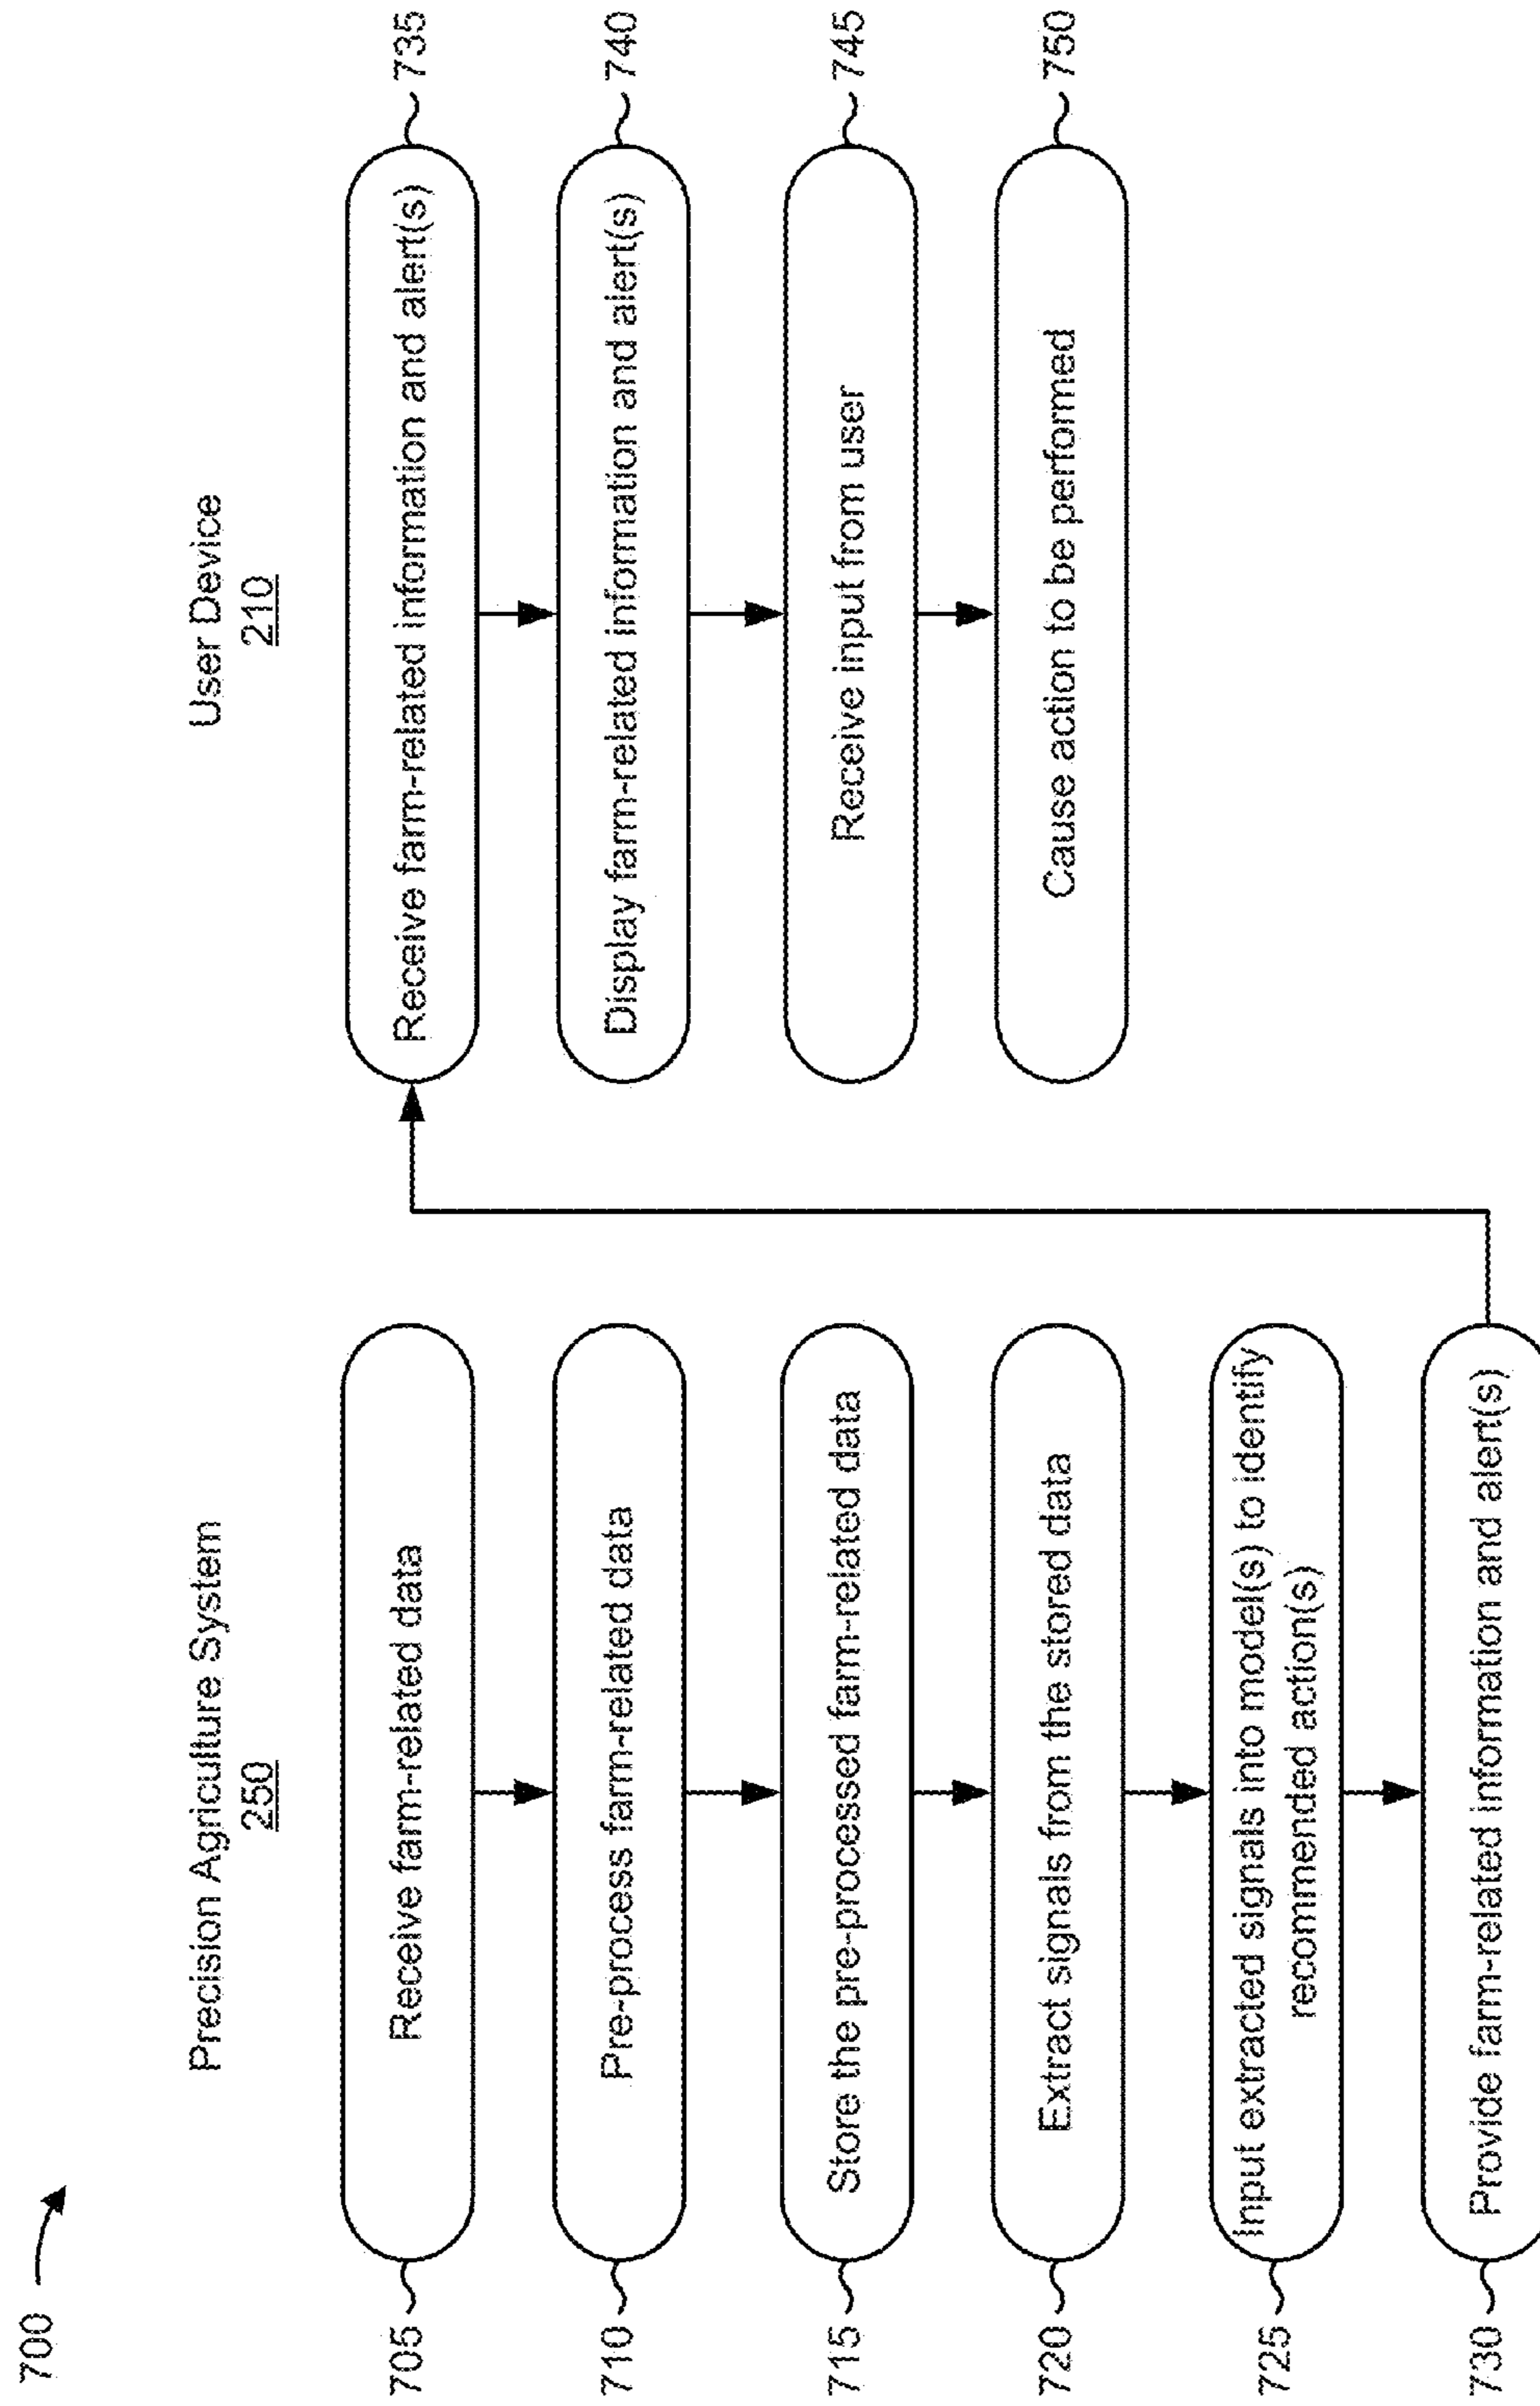 700
Precision Agriculture System
250
705
Receive farm-related data
710
Pre-process farm-related data
715
Store the pre-processed farm-related data
720
Extract signals from the stored data
725
Input extracted signals into model(s) to identify
recommended action(s)
730
Provide farm-related information and alert(s)
User Device
210
Receive farm-related information and alert(s)
735
Display farm-related information and alert(s)
740
Receive input from user
745
Cause action to be performed
750